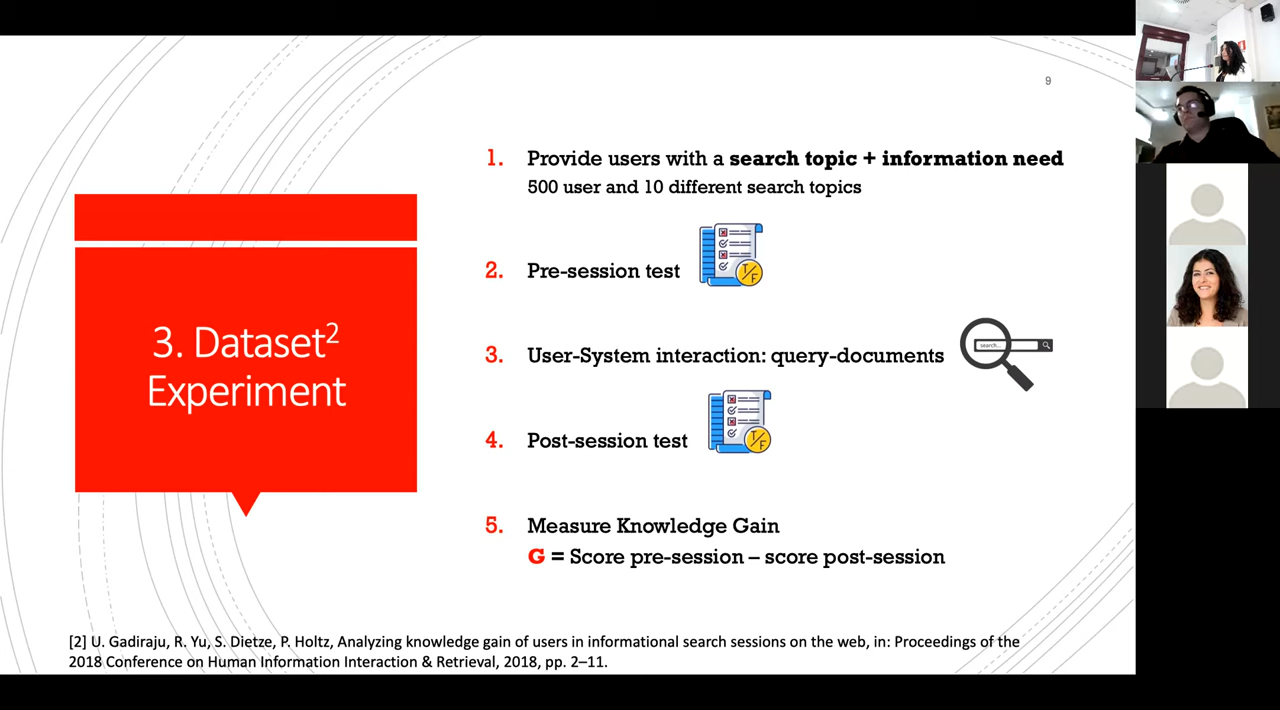 9
3. Dataset²
Experiment
1. Provide users with a search topic + information need
500 user and 10 different search topics
2. Pre-session test
T/F
3. User-System interaction: query-documents
search...
4. Post-session test
T/F
5. Measure Knowledge Gain
G = Score pre-session – score post-session
[2] U. Gadiraju, R. Yu, S. Dietze, P. Holtz, Analyzing knowledge gain of users in informational search sessions on the web, in: Proceedings of the
2018 Conference on Human Information Interaction & Retrieval, 2018, pp. 2–11.